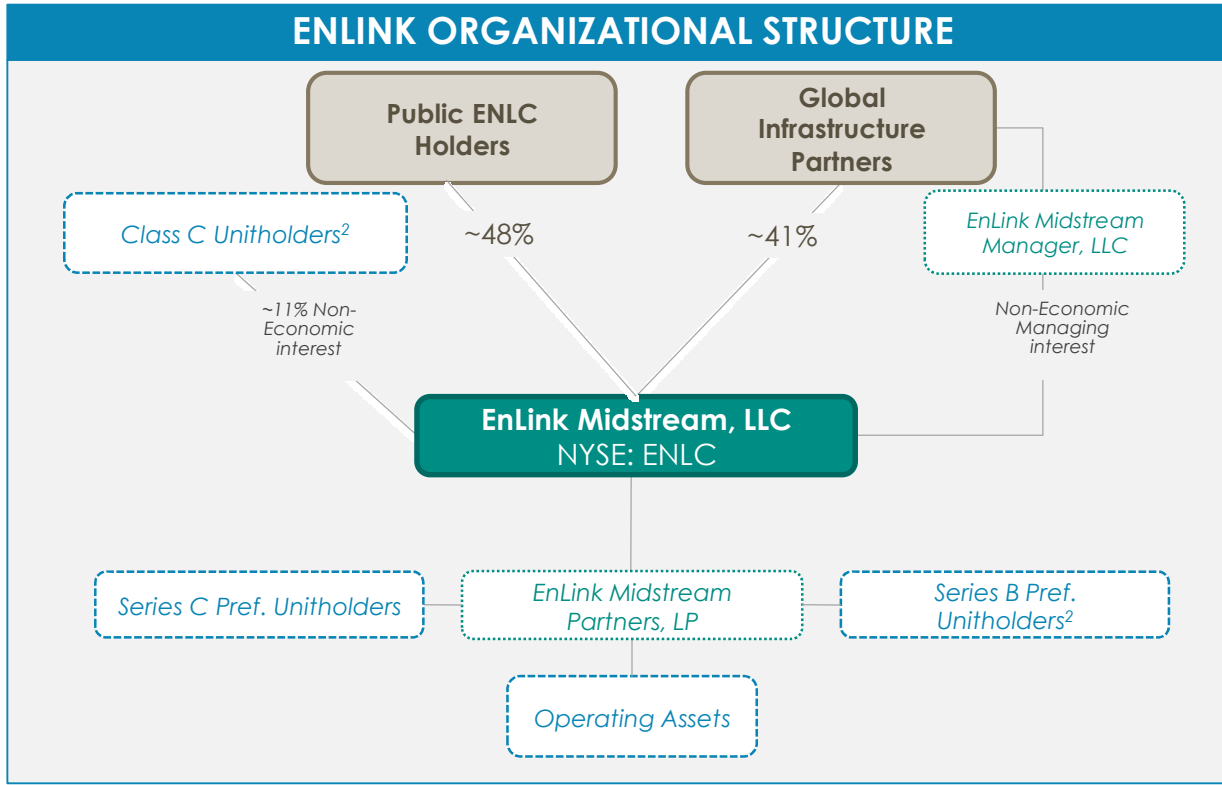 ENLINK ORGANIZATIONAL STRUCTURE
Public ENLC
Holders
Global
Infrastructure
Partners
Class C Unitholders²
~48%
~41%
EnLink Midstream
Manager, LLC
~11% Non-
Economic
interest
Non-Economic
Managing
interest
EnLink Midstream, LLC
NYSE: ENLC
Series C Pref. Unitholders
EnLink Midstream
Partners, LP
Series B Pref.
Unitholders²
Operating Assets